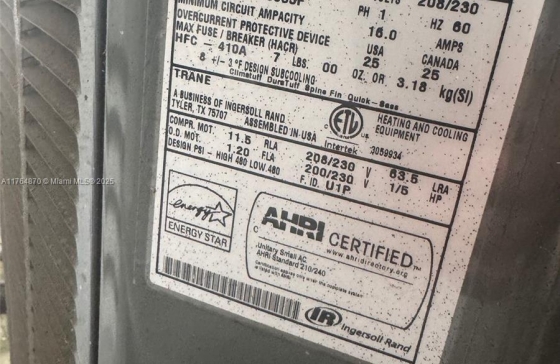 PH 1 HZ 60
208/230
MINIMUM CIRCUIT AMPACITY 16.0 AMPS
OVERCURRENT PROTECTIVE DEVICE USA CANADA
MAX FUSE / BREAKER (HACR) 25 25
HFC - 410A 7 LBS. 00 OZ. OR 3.18 kg(SI)
8 +/- 3°F DESIGN SUBCOOLING
Climatuff DuraTuff Spine Fin Quick-Sess
TRANE
A BUSINESS OF INGERSOLL RAND
TYLER, TX 75707 ASSEMBLED IN USA
ETL
Intertek
HEATING AND COOLING
EQUIPMENT
3059934
COMPR. MOT. 11.5 RLA 208/230 V 63.5 LRA
O.D. MOT. 1.20 FLA 200/230 V 1/5 HP
DESIGN PSI - HIGH 480 LOW 480 F. ID. U1P
energy
ENERGY STAR
AHRI CERTIFIED™
www.ahridirectory.org
Unitary Small AC
AHRI Standard 210/240
IR Ingersoll Rand
A11764870 © Miami MLS © 2025